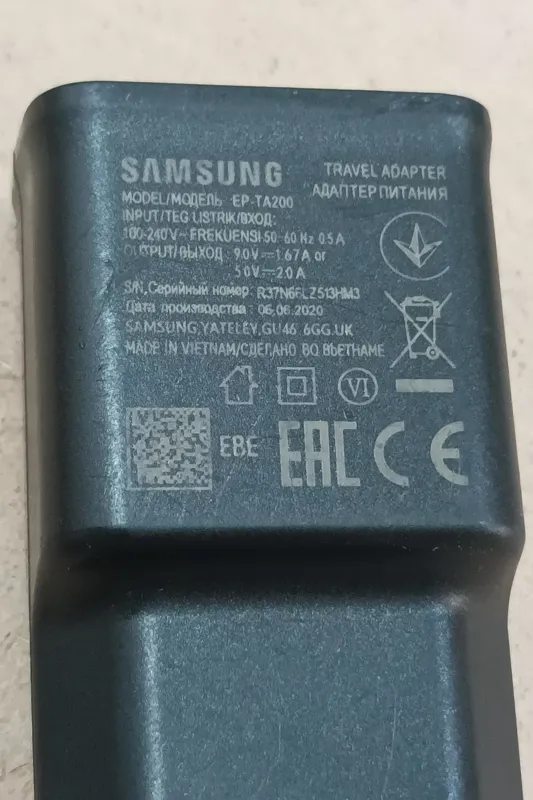 SAMSUNG
TRAVEL ADAPTER
АДАПТЕР ПИТАНИЯ
MODEL/МОДЕЛЬ: EP-TA200
INPUT/TEG LISTRIK/ВХОД:
100-240V~ FREKUENSI 50-60 Hz 0.5A
OUTPUT/ВЫХОД: 9.0V⎓1.67A or
5.0V⎓2.0A
S/N, Серийный номер:
Дата производства : 06.06.2020
SAMSUNG,YATELEY,GU46 6GG.UK
MADE IN VIETNAM/СДЕЛАНО ВО ВЬЕТНАМЕ
VI
EBE
EAC CE